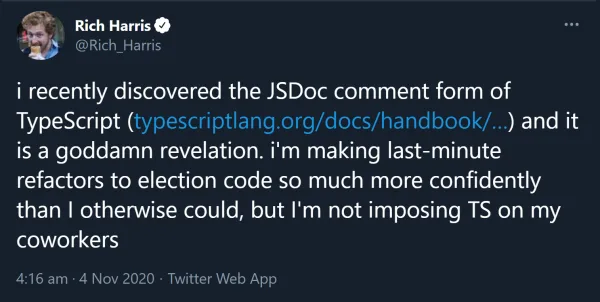 Rich Harris
@Rich_Harris
i recently discovered the JSDoc comment form of
TypeScript (typescriptlang.org/docs/handbook/...) and it
is a goddamn revelation. i'm making last-minute
refactors to election code so much more confidently
than I otherwise could, but I'm not imposing TS on my
coworkers
4:16 am · 4 Nov 2020 · Twitter Web App